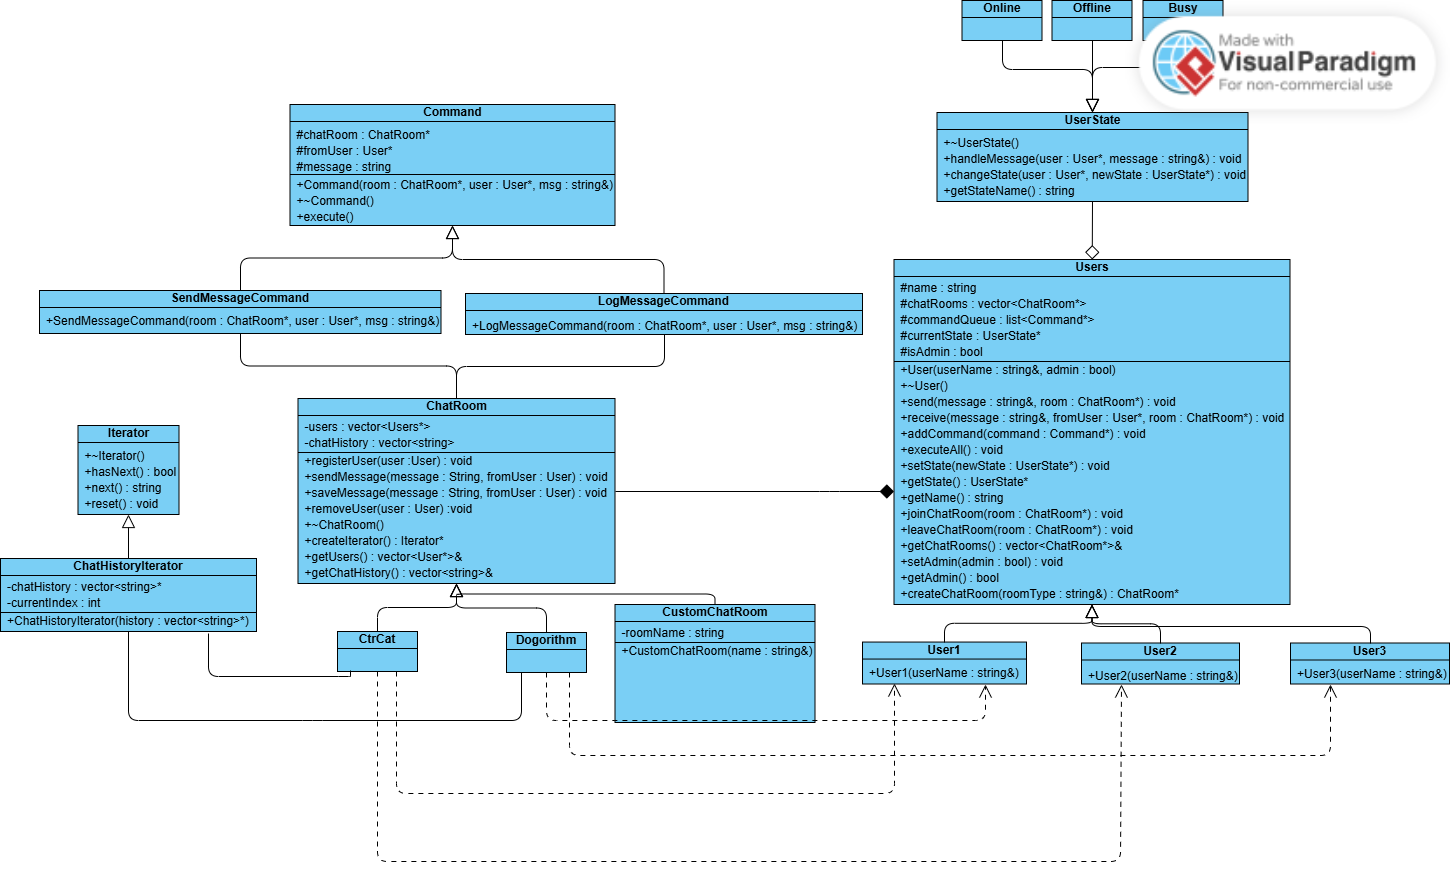 Online
Offline
Busy
Made with
Visual Paradigm
For non-commercial use
Command
#chatRoom : ChatRoom*
#fromUser : User*
#message : string
+Command(room : ChatRoom*, user : User*, msg : string&)
+~Command()
+execute()
UserState
+~UserState()
+handleMessage(user : User*, message : string&) : void
+changeState(user : User*, newState : UserState*) : void
+getStateName() : string
SendMessageCommand
+SendMessageCommand(room : ChatRoom*, user : User*, msg : string&)
LogMessageCommand
+LogMessageCommand(room : ChatRoom*, user : User*, msg : string&)
Users
#name : string
#chatRooms : vector<ChatRoom*>
#commandQueue : list<Command*>
#currentState : UserState*
#isAdmin : bool
+User(userName : string&, admin : bool)
+~User()
+send(message : string&, room : ChatRoom*) : void
+receive(message : string&, fromUser : User*, room : ChatRoom*) : void
+addCommand(command : Command*) : void
+executeAll() : void
+setState(newState : UserState*) : void
+getState() : UserState*
+getName() : string
+joinChatRoom(room : ChatRoom*) : void
+leaveChatRoom(room : ChatRoom*) : void
+getChatRooms() : vector<ChatRoom*>&
+setAdmin(admin : bool) : void
+getAdmin() : bool
+createChatRoom(roomType : string&) : ChatRoom*
ChatRoom
-users : vector<Users*>
-chatHistory : vector<string>
+registerUser(user :User) : void
+sendMessage(message : String, fromUser : User) : void
+saveMessage(message : String, fromUser : User) : void
+removeUser(user : User) :void
+~ChatRoom()
+createIterator() : Iterator*
+getUsers() : vector<User*>&
+getChatHistory() : vector<string>&
Iterator
+~Iterator()
+hasNext() : bool
+next() : string
+reset() : void
ChatHistoryIterator
-chatHistory : vector<string>*
-currentIndex : int
+ChatHistoryIterator(history : vector<string>*)
CtrCat
Dogorithm
CustomChatRoom
-roomName : string
+CustomChatRoom(name : string&)
User1
+User1(userName : string&)
User2
+User2(userName : string&)
User3
+User3(userName : string&)